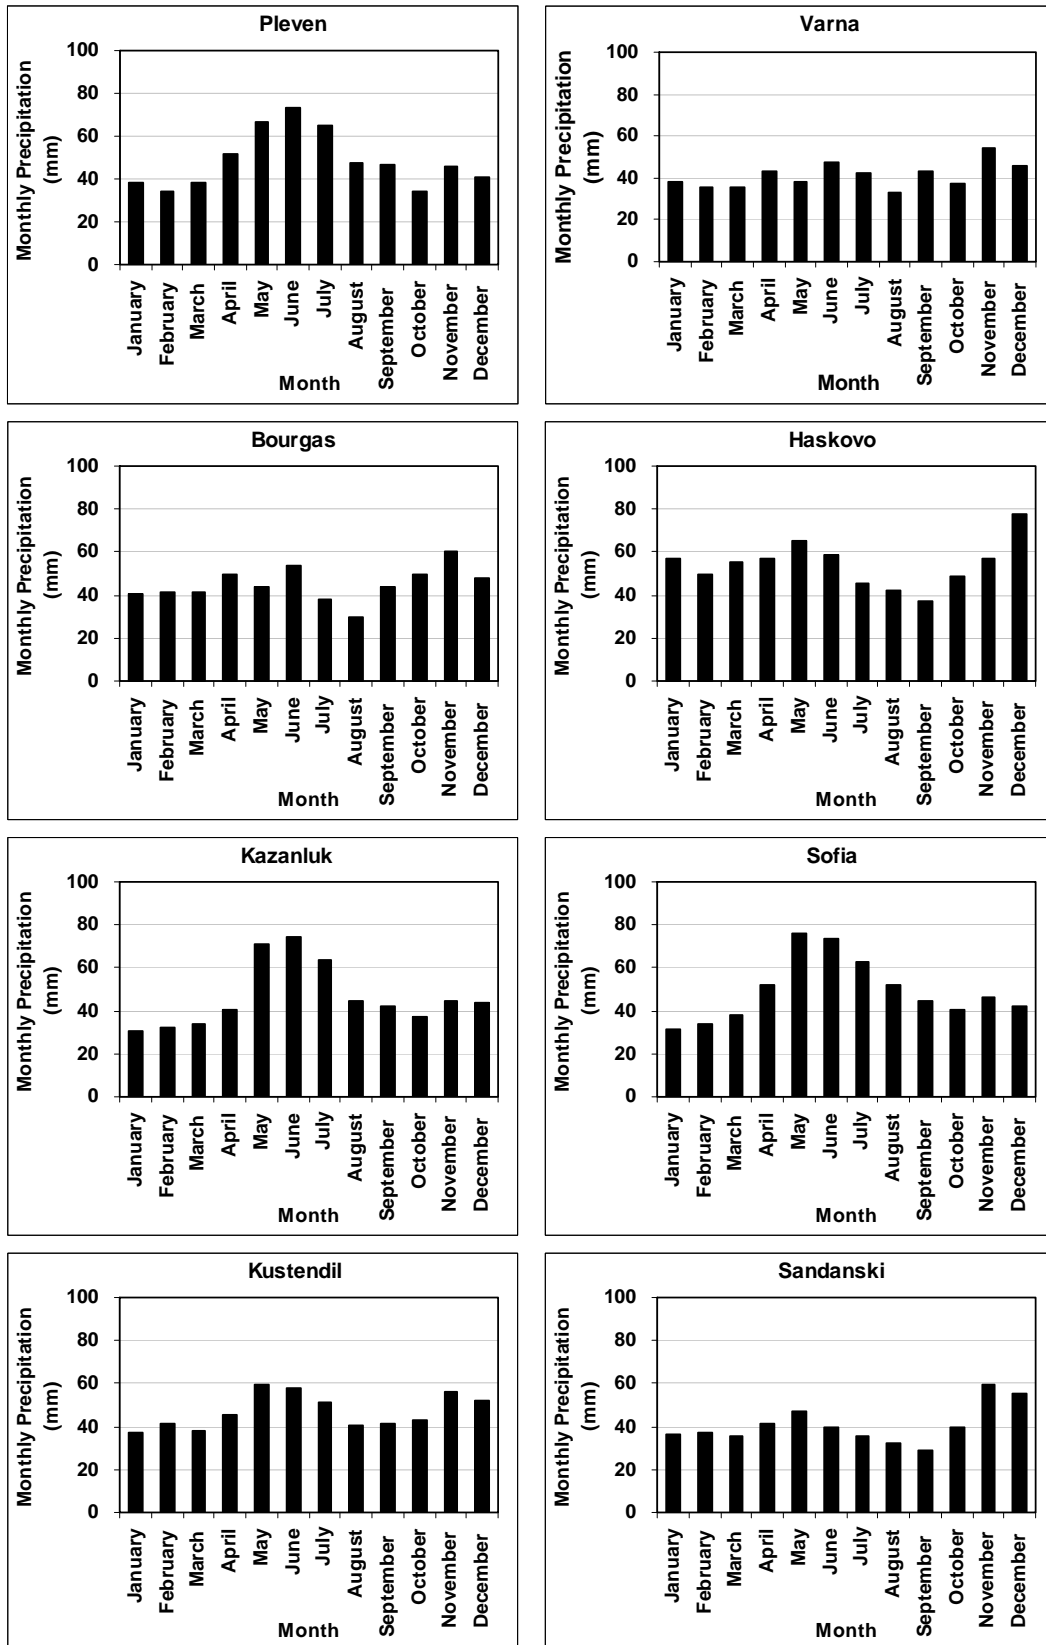 Pleven
Monthly Precipitation
(mm)
100
80
60
40
20
0
January
February
March
April
May
June
July
August
September
October
November
December
Month
Varna
Monthly Precipitation
(mm)
100
80
60
40
20
0
January
February
March
April
May
June
July
August
September
October
November
December
Month
Bourgas
Monthly Precipitation
(mm)
100
80
60
40
20
0
January
February
March
April
May
June
July
August
September
October
November
December
Month
Haskovo
Monthly Precipitation
(mm)
100
80
60
40
20
0
January
February
March
April
May
June
July
August
September
October
November
December
Month
Kazanluk
Monthly Precipitation
(mm)
100
80
60
40
20
0
January
February
March
April
May
June
July
August
September
October
November
December
Month
Sofia
Monthly Precipitation
(mm)
100
80
60
40
20
0
January
February
March
April
May
June
July
August
September
October
November
December
Month
Kustendil
Monthly Precipitation
(mm)
100
80
60
40
20
0
January
February
March
April
May
June
July
August
September
October
November
December
Month
Sandanski
Monthly Precipitation
(mm)
100
80
60
40
20
0
January
February
March
April
May
June
July
August
September
October
November
December
Month